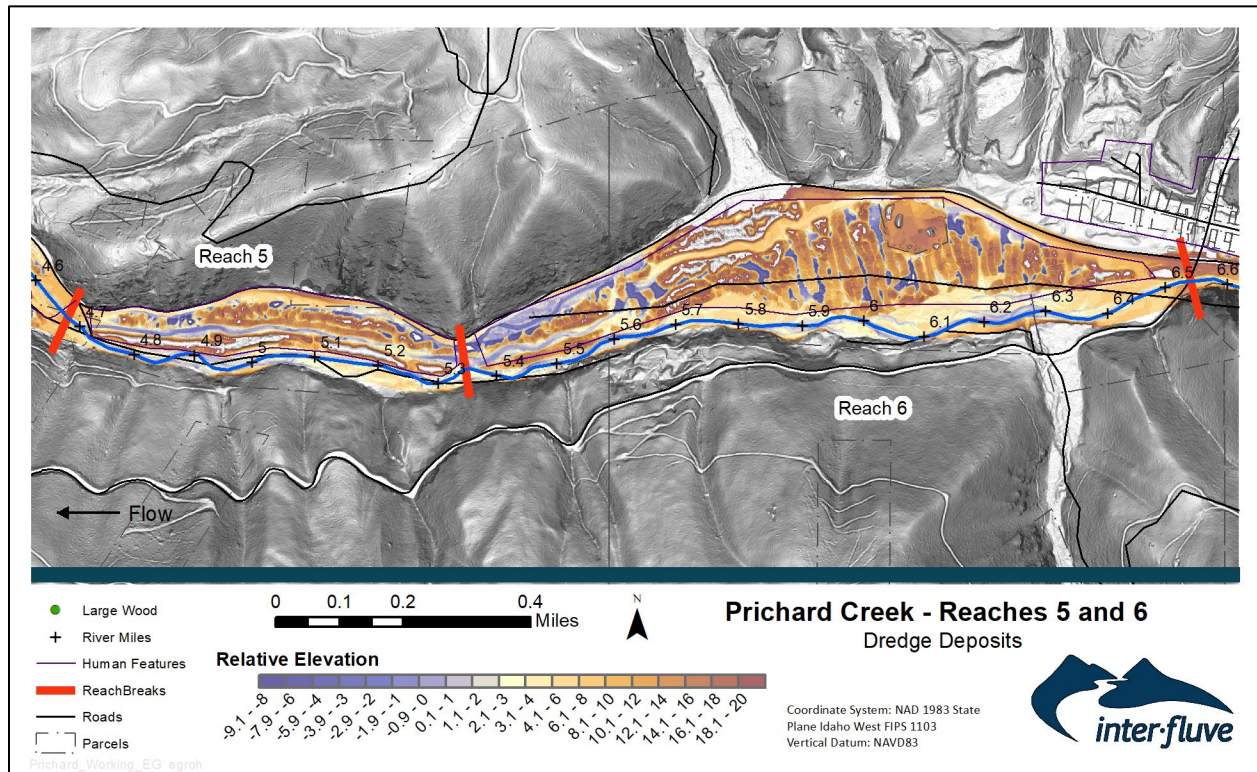 Reach 5
Reach 6
4.6
4.7
4.8
4.9
5
5.1
5.2
5.3
5.4
5.5
5.6
5.7
5.8
5.9
6
6.1
6.2
6.3
6.4
6.5
6.6
Flow
Large Wood
River Miles
Human Features
ReachBreaks
Roads
Parcels
Prichard_Working_EG egroh
0 0.1 0.2 0.4
Miles
N
Relative Elevation
-9.1 - -8
-7.9 - -6
-5.9 - -4
-3.9 - -3
-2.9 - -2
-1.9 - -1
-0.9 - 0
0.1 - 1
1.1 - 2
2.1 - 3
3.1 - 4
4.1 - 6
6.1 - 8
8.1 - 10
10.1 - 12
12.1 - 14
14.1 - 16
16.1 - 18
18.1 - 20
Prichard Creek - Reaches 5 and 6
Dredge Deposits
Coordinate System: NAD 1983 State
Plane Idaho West FIPS 1103
Vertical Datum: NAVD83
inter·fluve